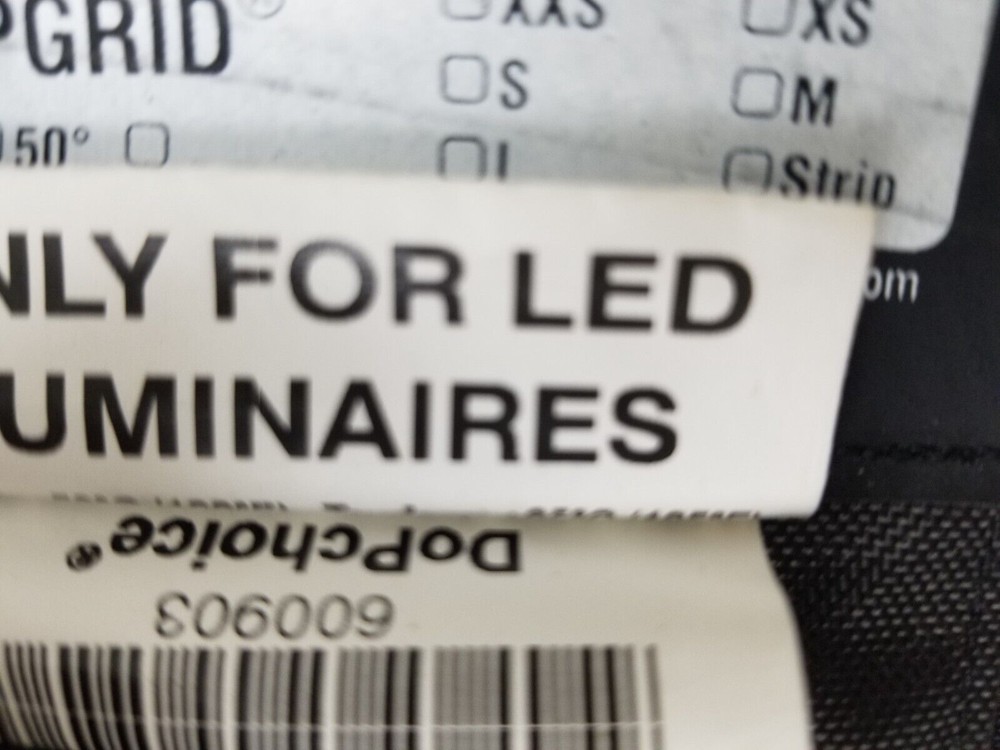 PGRID®
☐XXS ☐XS
☐S ☐M
50° ☐ ☐L ☐Strip
om
NLY FOR LED
UMINAIRES
DoPchoice®
600903